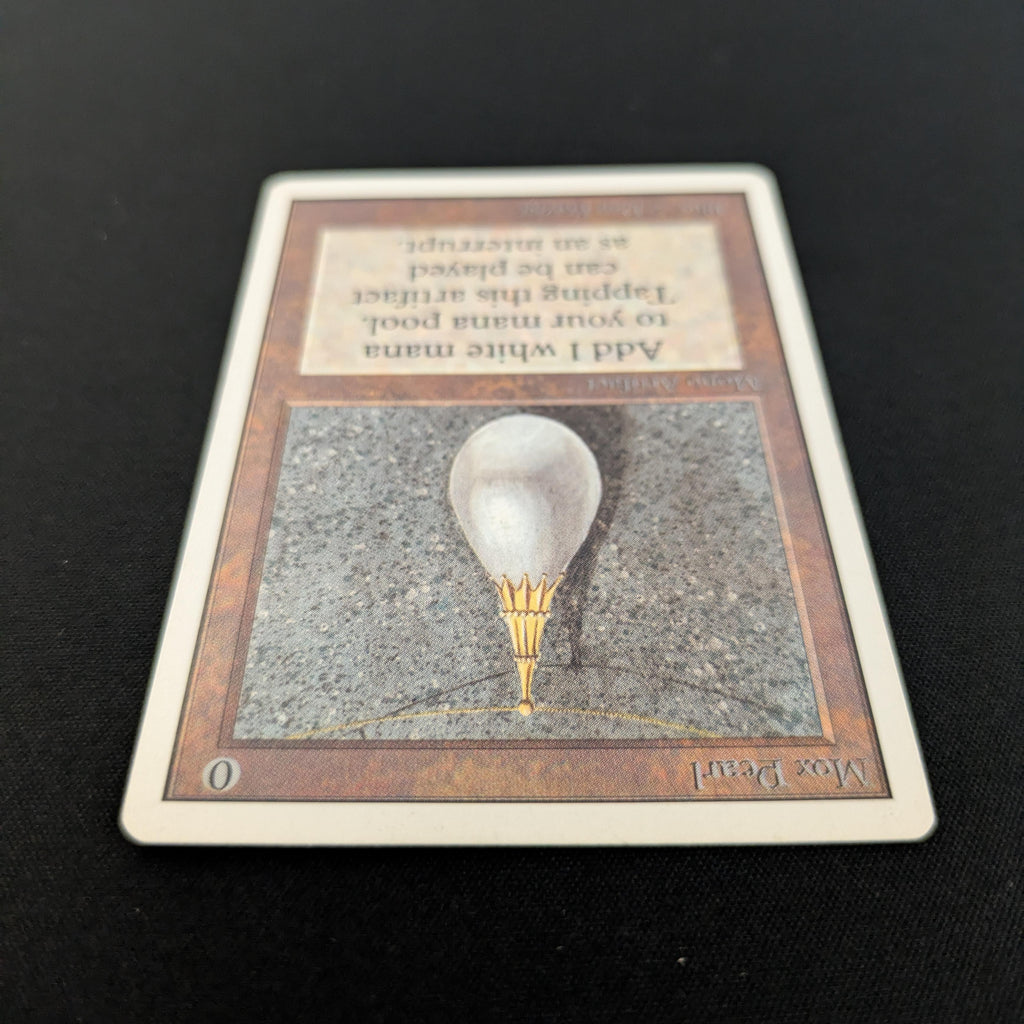 Mox Pearl 0
Mono Artifact
Add 1 white mana
to your mana pool.
Tapping this artifact
can be played
as an interrupt.